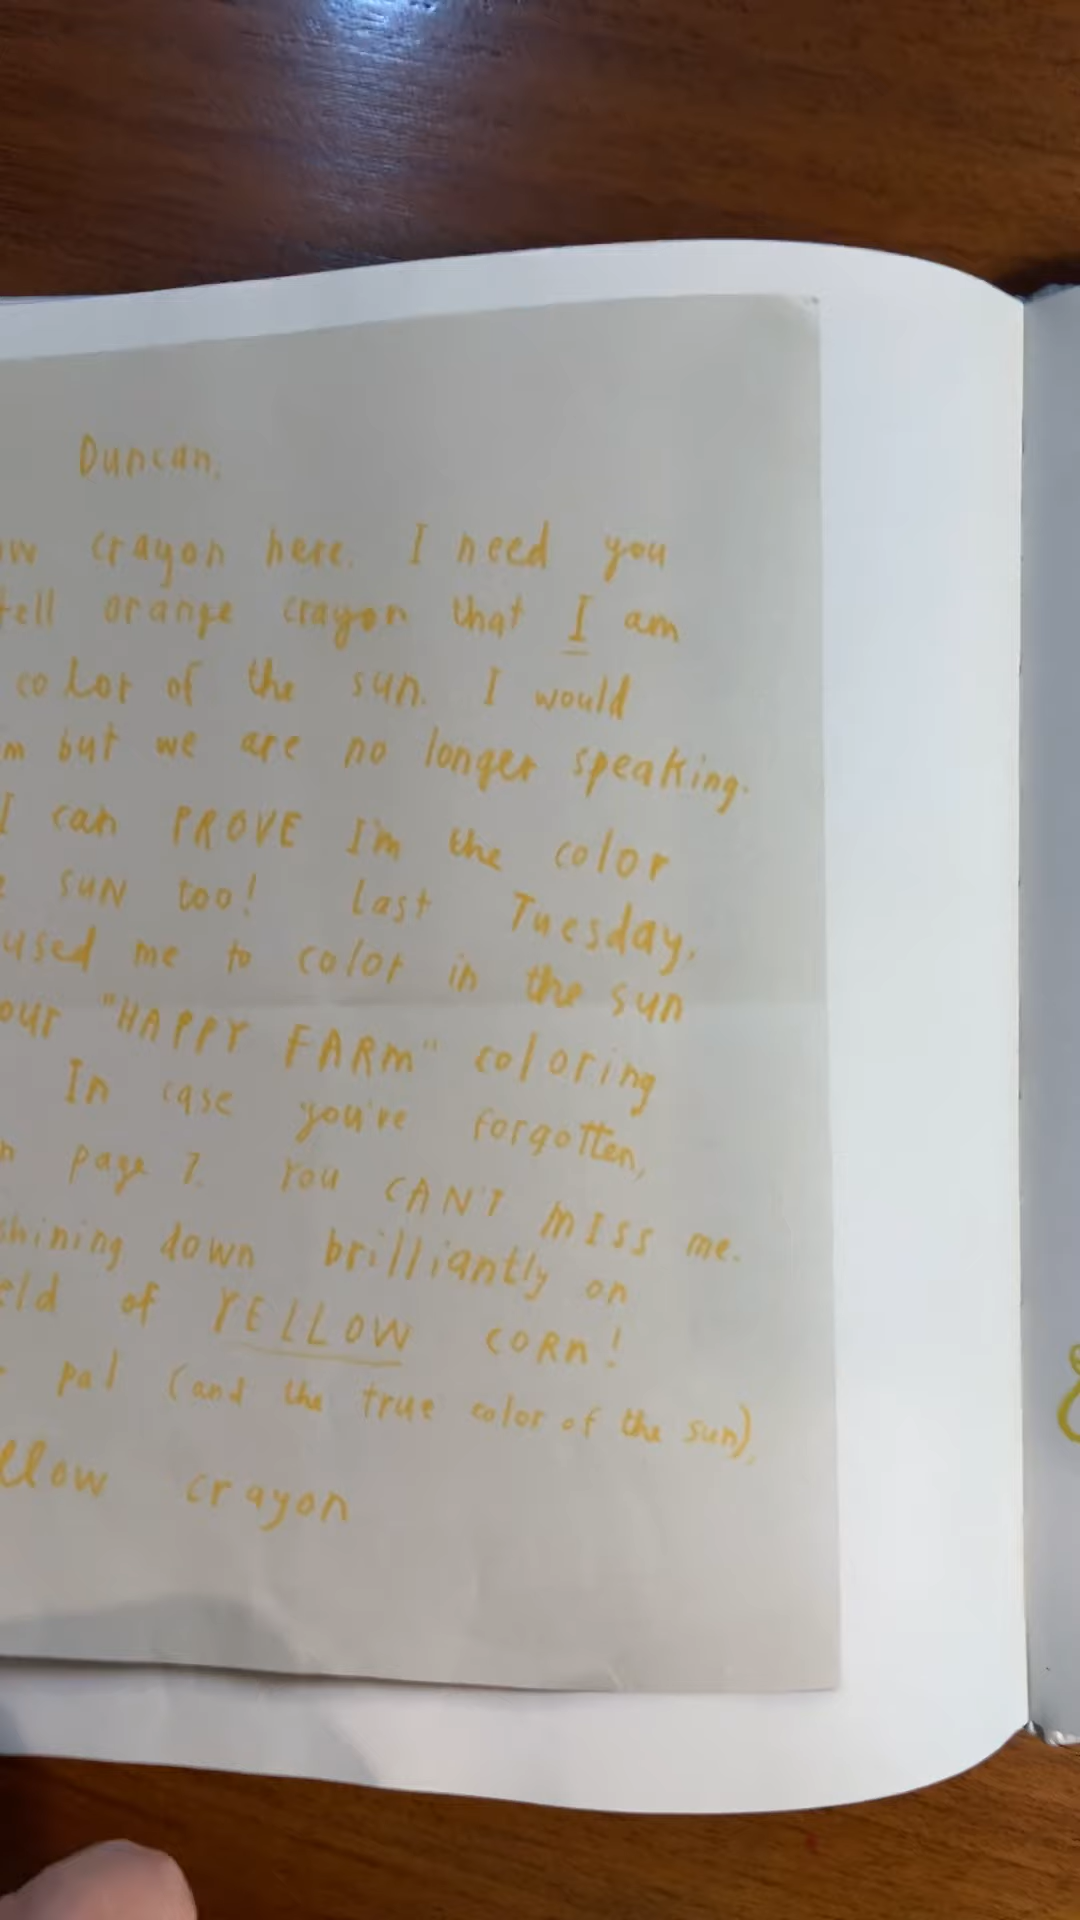 Duncan,
crayon here. I need you
tell orange crayon that I am
color of the sun. I would
but we are no longer speaking.
I can PROVE I'm the color
SUN too! Last Tuesday,
used me to color in the sun
"HAPPY FARM" coloring
In case you've forgotten,
page 7. You CAN'T MISS me.
shining down brilliantly on
of YELLOW CORN!
pal (and the true color of the sun),
crayon